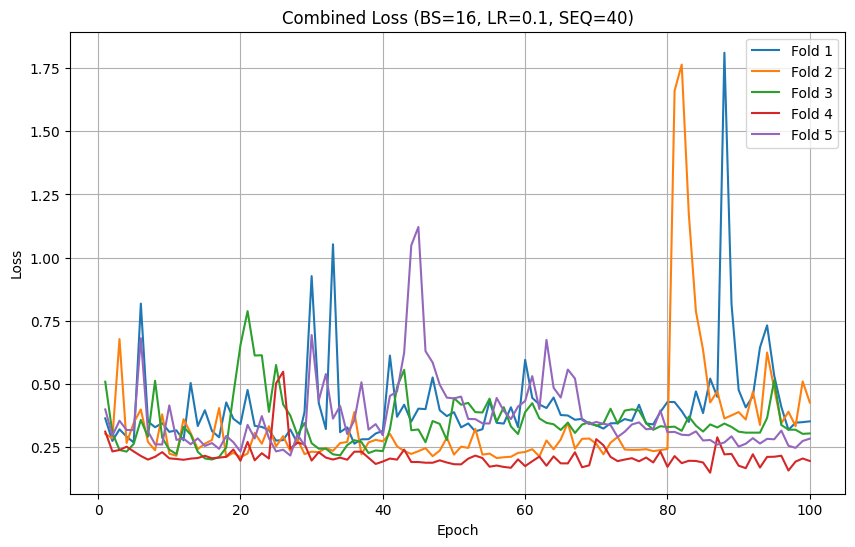 Combined Loss (BS=16, LR=0.1, SEQ=40)
Fold 1
Fold 2
Fold 3
Fold 4
Fold 5
Loss
1.75
1.50
1.25
1.00
0.75
0.50
0.25
0 20 40 60 80 100
Epoch